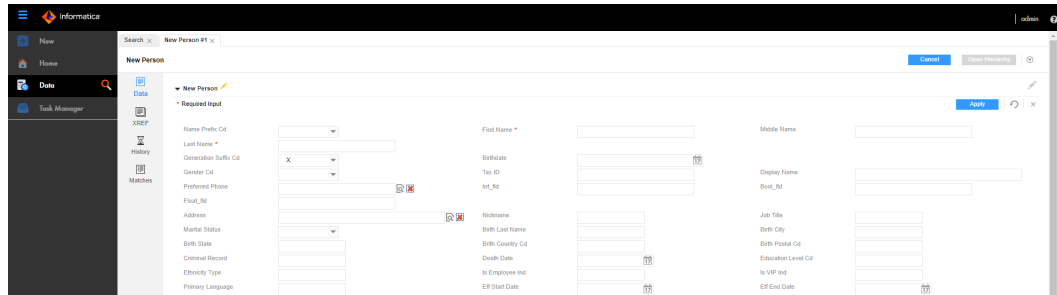 Informatica
admin
New
Home
Data
Task Manager
Search × New Person #1 ×
New Person
Cancel Open Hierarchy
Data
XREF
History
Matches
New Person
* Required Input
Apply
Name Prefix Cd First Name * Middle Name
Last Name *
Generation Suffix Cd X Birthdate 17
Gender Cd Tax ID Display Name
Preferred Phone Int_fld Bool_fld
Float_fld
Address Nickname Job Title
Marital Status Birth Last Name Birth City
Birth State Birth Country Cd Birth Postal Cd
Criminal Record Death Date 17 Education Level Cd
Ethnicity Type Is Employee Ind Is VIP Ind
Primary Language Eff Start Date 17 Eff End Date 17